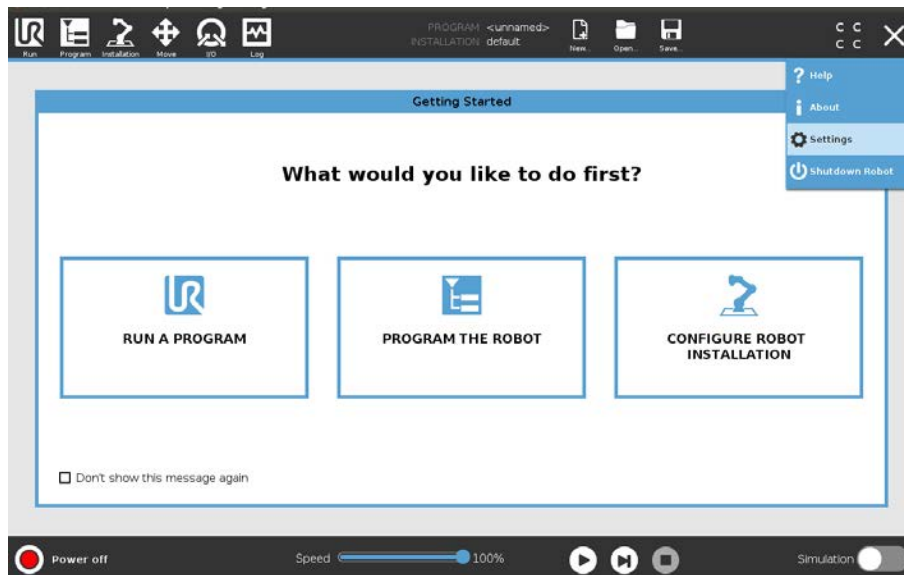 PROGRAM <unnamed>
INSTALLATION default
Run
Program
Installation
Move
I/O
Log
New...
Open...
Save...
C C
C C
Help
About
Settings
Shutdown Robot
Getting Started
What would you like to do first?
RUN A PROGRAM
PROGRAM THE ROBOT
CONFIGURE ROBOT
INSTALLATION
Don't show this message again
Power off
Speed
100%
Simulation